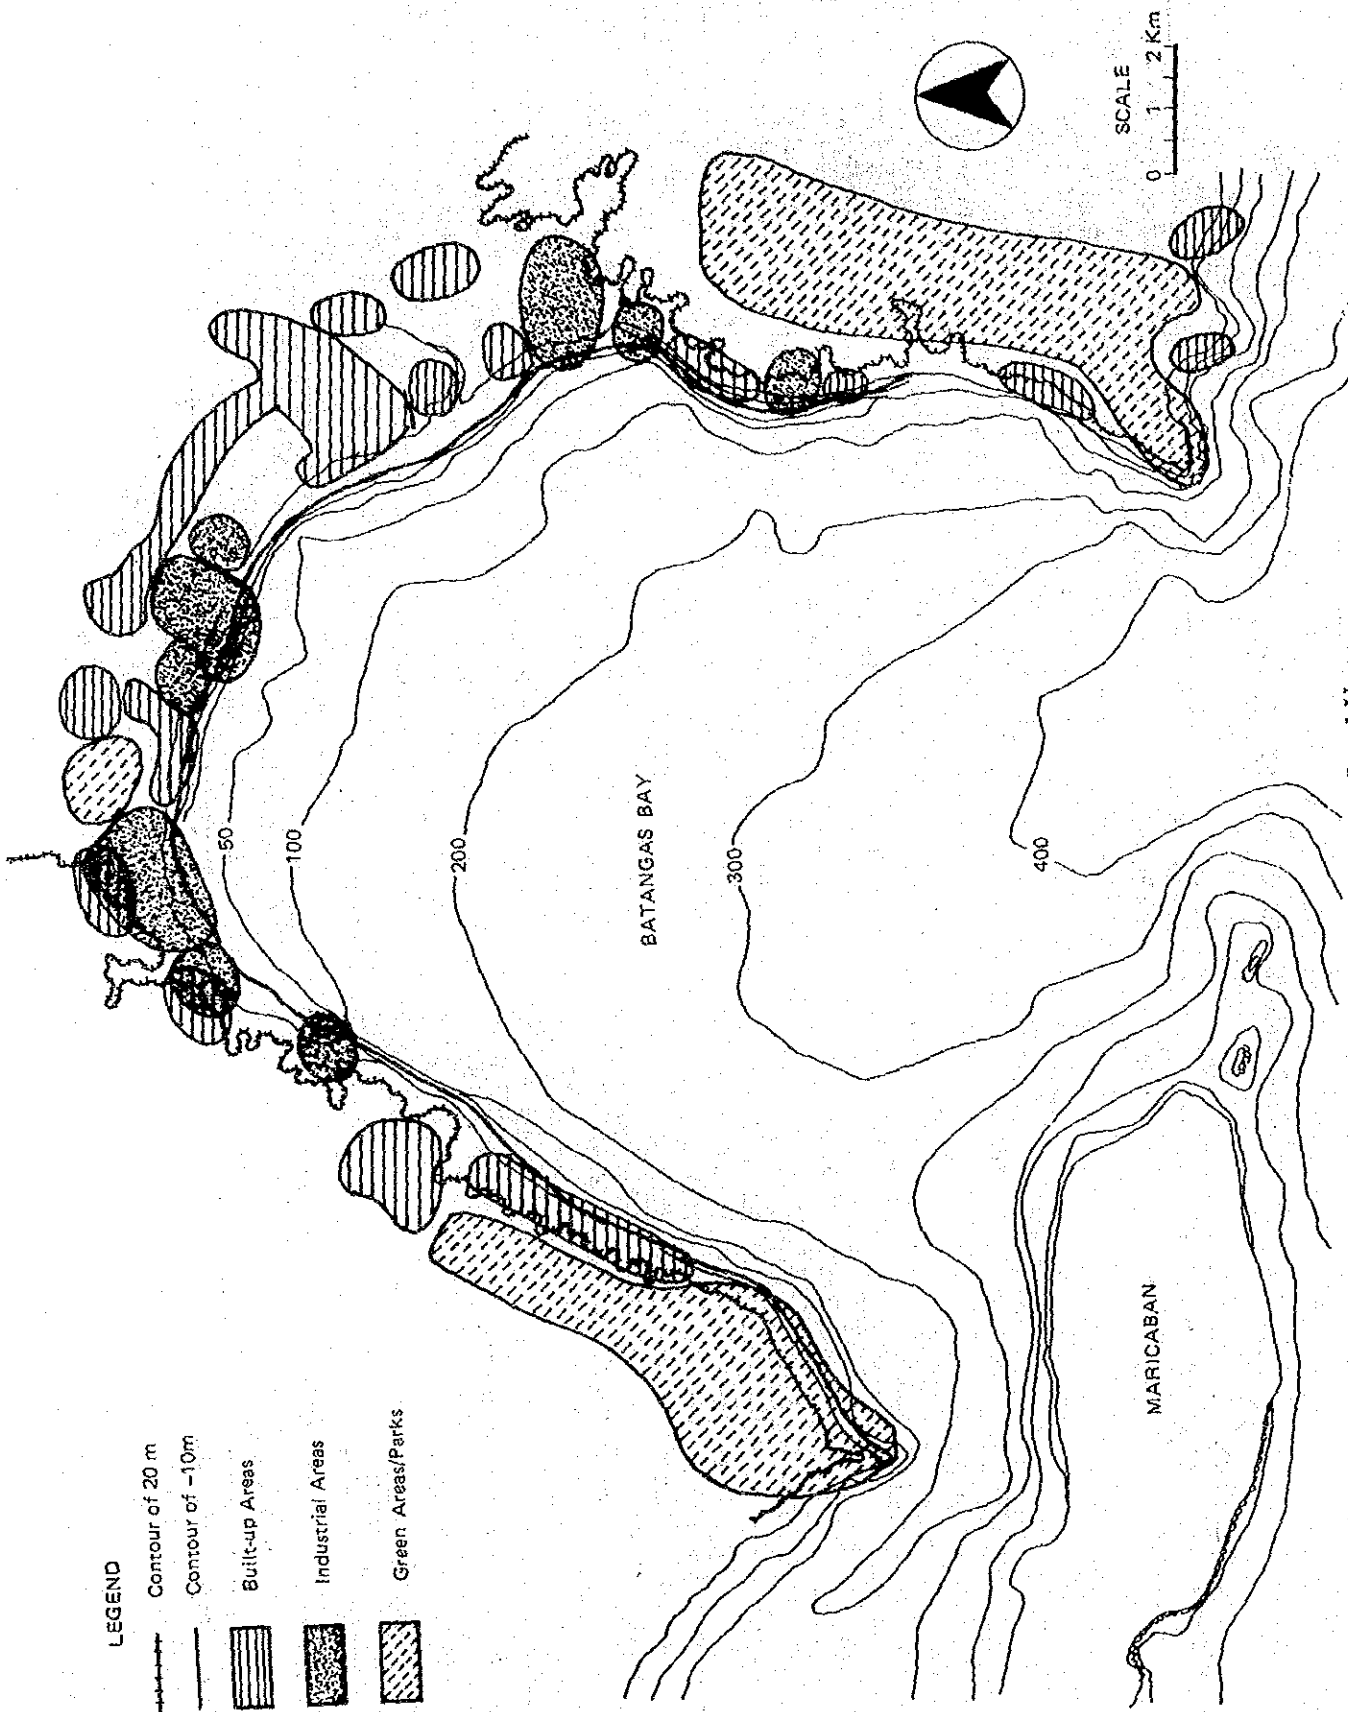 LEGEND
Contour of 20 m
Contour of -10m
Built-up Areas
Industrial Areas
Green Areas/Parks
50
100
200
BATANGAS BAY
300
400
MARICABAN
SCALE
0 1 2 Km